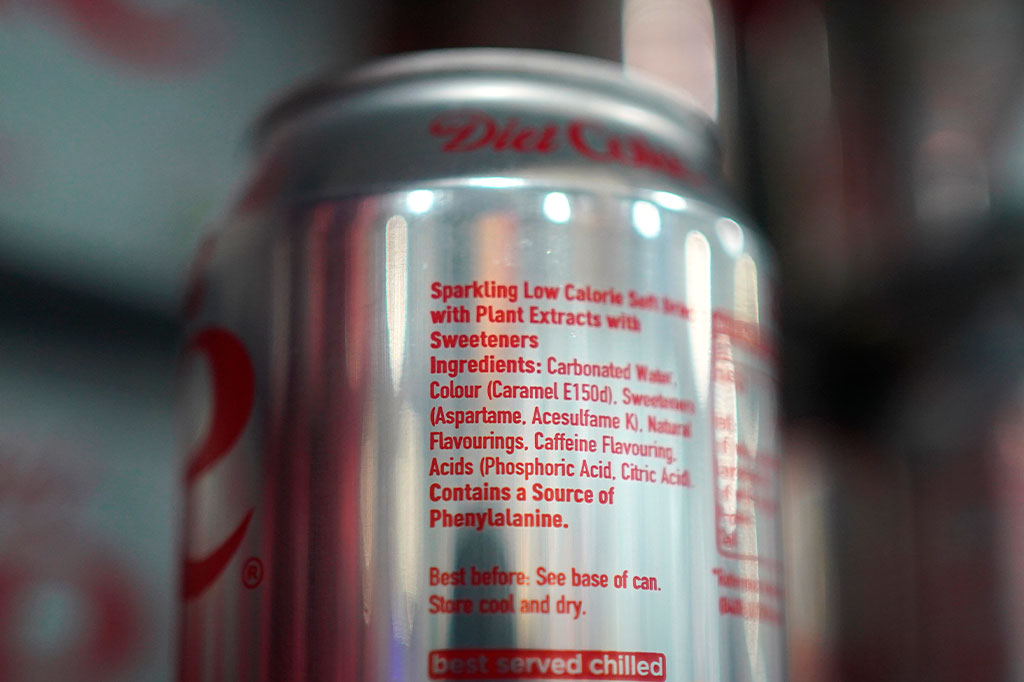 Diet Coke
Sparkling Low Calorie Soft Drink
with Plant Extracts with
Sweeteners
Ingredients: Carbonated Water,
Colour (Caramel E150d), Sweeteners
(Aspartame, Acesulfame K), Natural
Flavourings, Caffeine Flavouring,
Acids (Phosphoric Acid, Citric Acid).
Contains a Source of
Phenylalanine.
Best before: See base of can.
Store cool and dry.
best served chilled
®